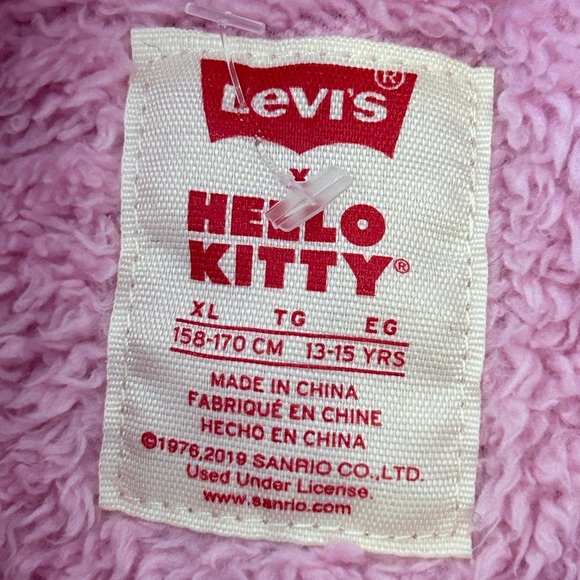 LEVI'S®
X
HELLO
KITTY®
XL TG EG
158-170 CM 13-15 YRS
MADE IN CHINA
FABRIQUÉ EN CHINE
HECHO EN CHINA
©1976,2019 SANRIO CO.,LTD.
Used Under License.
www.sanrio.com